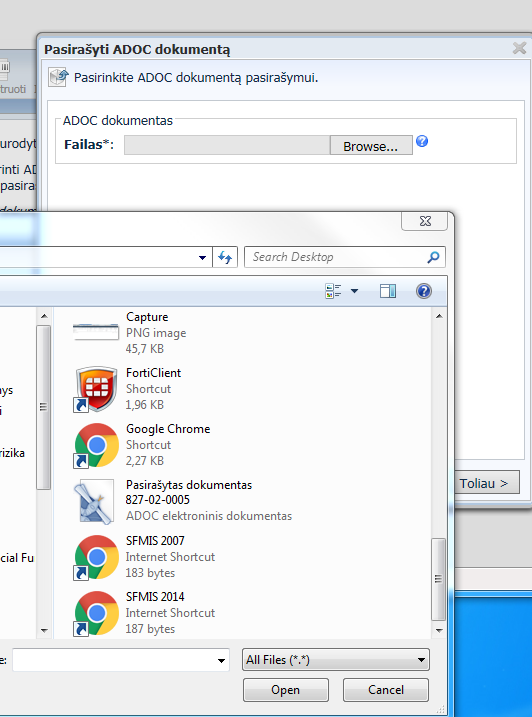 Pasirašyti ADOC dokumentą
Pasirinkite ADOC dokumentą pasirašymui.
truoti
ADOC dokumentas
Failas*:
Browse...
urodyt
rinti AD
pasiraš
dokum
Search Desktop
Capture
PNG image
45,7 KB
FortiClient
Shortcut
1,96 KB
nys
i
Google Chrome
Shortcut
2,27 KB
rizika
Pasirašytas dokumentas
827-02-0005
ADOC elektroninis dokumentas
Toliau >
SFMIS 2007
Internet Shortcut
183 bytes
cial Fu
SFMIS 2014
Internet Shortcut
187 bytes
e:
All Files (*.*)
Open
Cancel